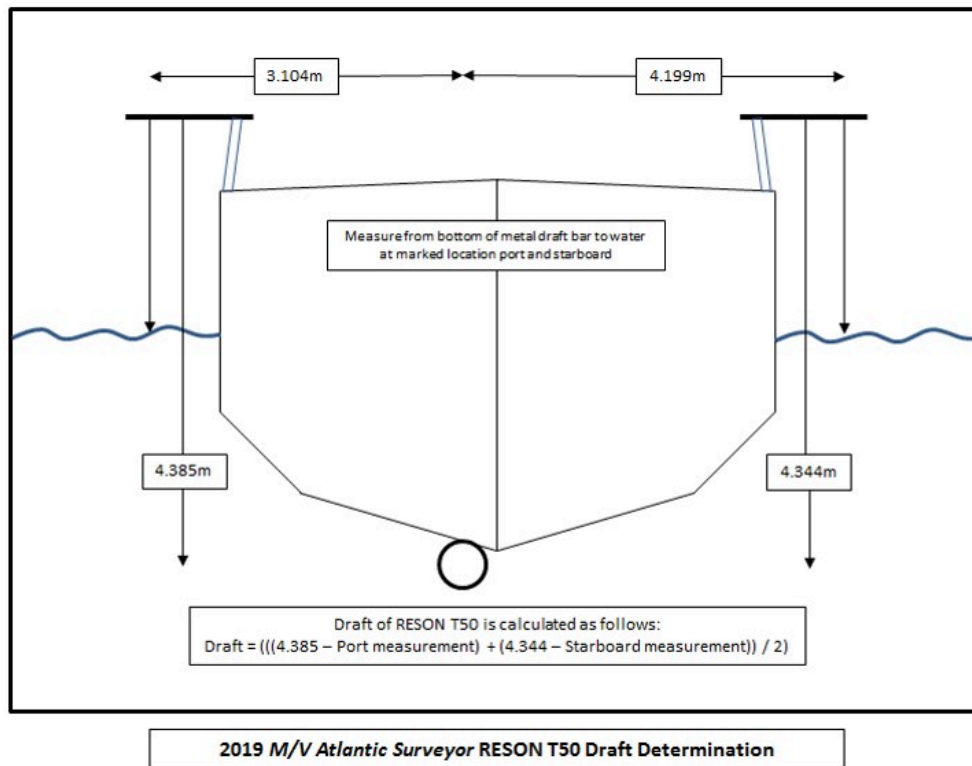 3.104m
4.199m
Measure from bottom of metal draft bar to water
at marked location port and starboard
4.385m
4.344m
Draft of RESON T50 is calculated as follows:
Draft = (((4.385 – Port measurement) + (4.344 – Starboard measurement)) / 2)
2019 M/V Atlantic Surveyor RESON T50 Draft Determination